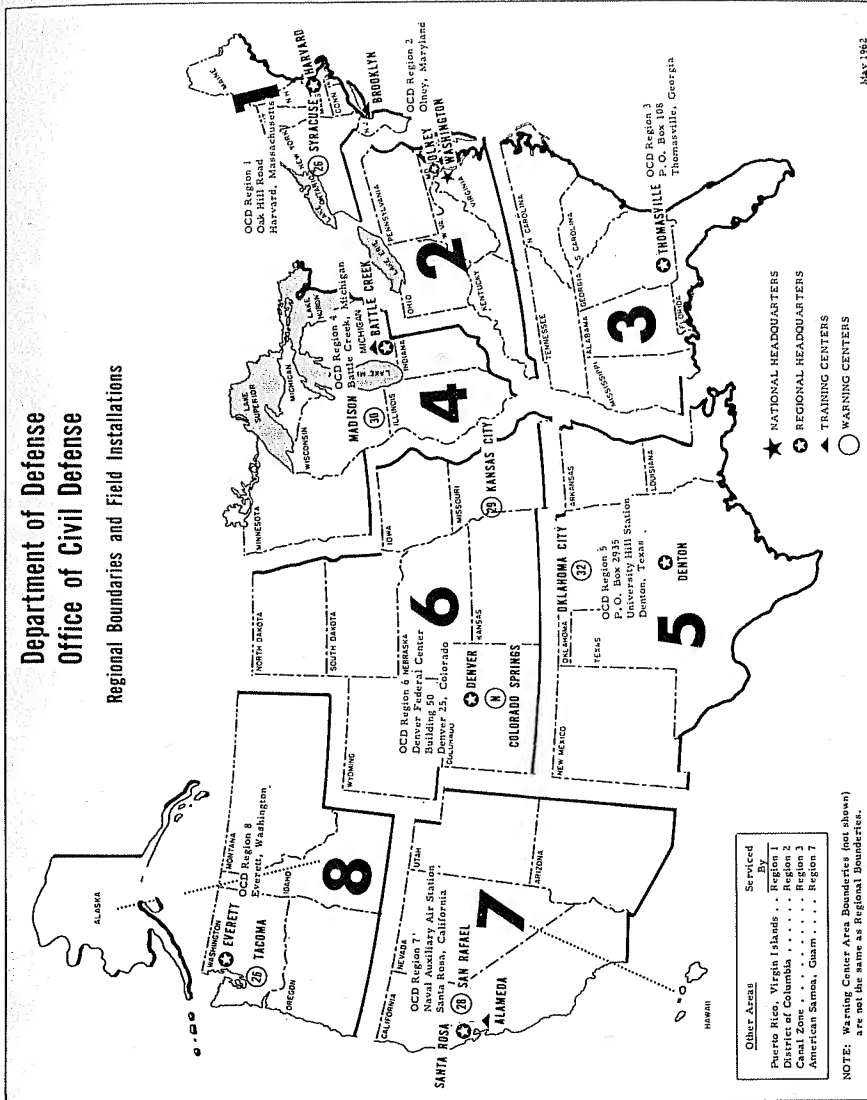 Department of Defense
Office of Civil Defense
Regional Boundaries and Field Installations
ALASKA
WASHINGTON
EVERETT
25
TACOMA
MONTANA
OCD Region 8
Everett, Washington
OREGON
IDAHO
8
CALIFORNIA
NEVADA
UTAH
OCD Region 7
Naval Auxiliary Air Station
Santa Rosa, California
SANTA ROSA
28
SAN RAFAEL
ALAMEDA
7
ARIZONA
HAWAII
NORTH DAKOTA
SOUTH DAKOTA
WYOMING
OCD Region 6
NEBRASKA
Denver Federal Center
Building 50
Denver 25, Colorado
COLORADO
6
DENVER
N
COLORADO SPRINGS
KANSAS
IOWA
MISSOURI
29
KANSAS CITY
NEW MEXICO
OKLAHOMA
TEXAS
OKLAHOMA CITY
32
ARKANSAS
LOUISIANA
OCD Region 5
P.O. Box 2935
University Hill Station
Denton, Texas
DENTON
5
MINNESOTA
LAKE SUPERIOR
WISCONSIN
MICHIGAN
LAKE HURON
OCD Region 4
Battle Creek, Michigan
MICHIGAN
BATTLE CREEK
MADISON
30
LAKE MI
ILLINOIS
INDIANA
4
LAKE ERIE
OHIO
PENNSYLVANIA
2
W VA
VIRGINIA
KENTUCKY
OLNEY
WASHINGTON
OCD Region 2
Olney, Maryland
MAINE
1
OCD Region 1
Oak Hill Road
Harvard, Massachusetts
LAKE ONTARIO
NEW YORK
N H
MASS
CONN
N J
26
SYRACUSE
HARVARD
BROOKLYN
TENNESSEE
N CAROLINA
S CAROLINA
MISSISSIPPI
ALABAMA
GEORGIA
FLORIDA
3
THOMASVILLE
OCD Region 3
P.O. Box 108
Thomasville, Georgia
NATIONAL HEADQUARTERS
REGIONAL HEADQUARTERS
TRAINING CENTERS
WARNING CENTERS
Other Areas Serviced By
Puerto Rico, Virgin Islands . . Region 1
District of Columbia . . . . . . Region 2
Canal Zone . . . . . . . . . . Region 3
American Samoa, Guam . . . . Region 7
NOTE: Warning Center Area Bounderies (not shown)
are not the same as Regional Bounderies.
May 1962